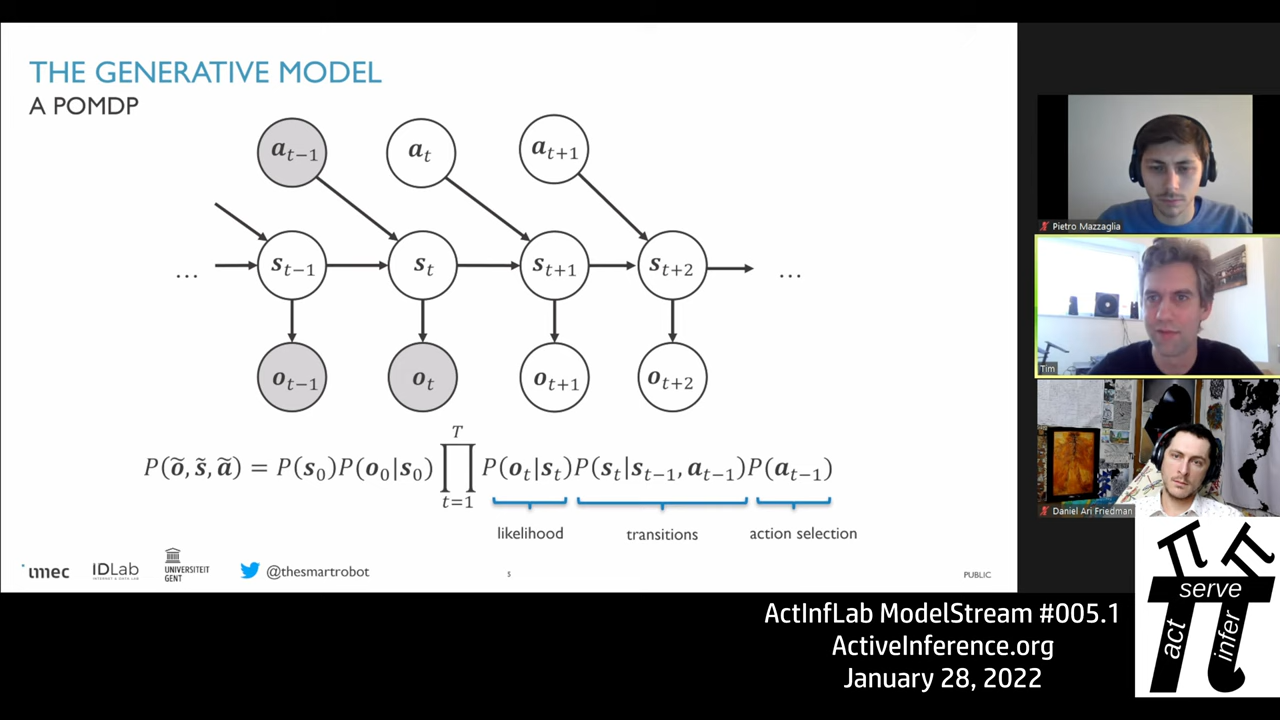 THE GENERATIVE MODEL
A POMDP
a_{t−1} a_t a_{t+1}
... s_{t−1} s_t s_{t+1} s_{t+2} ...
o_{t−1} o_t o_{t+1} o_{t+2}
P(õ, s̃, ã) = P(s_0)P(o_0|s_0) ∏_{t=1}^{T} P(o_t|s_t)P(s_t|s_{t−1}, a_{t−1})P(a_{t−1})
likelihood transitions action selection
imec IDLab INTERNET & DATA LAB UNIVERSITEIT GENT @thesmartrobot 5 PUBLIC
Pietro Mazzaglia
Tim
Daniel Ari Friedman
ActInfLab ModelStream #005.1
ActiveInference.org
January 28, 2022
π π
serve
act infer